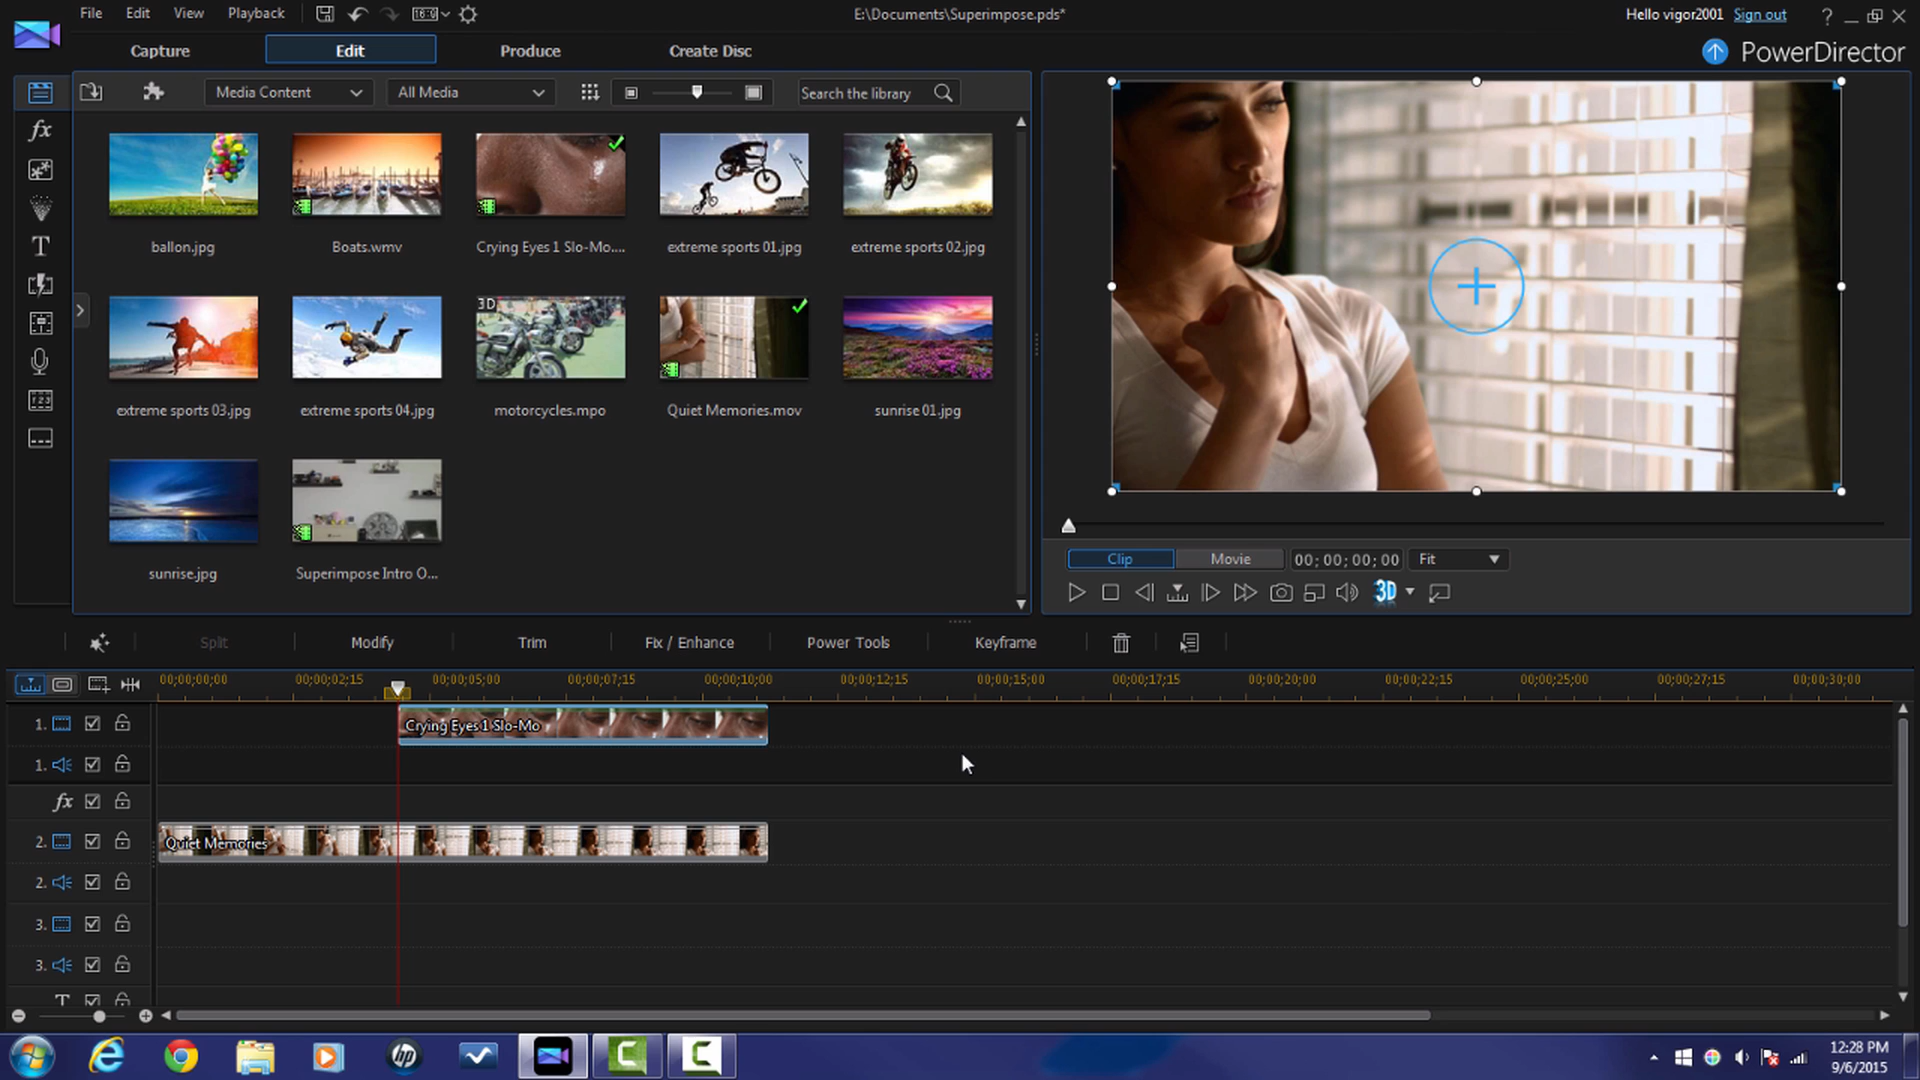 File Edit View Playback 16:9 E:\Documents\Superimpose.pds* Hello vigor2001 Sign out ?
Capture Edit Produce Create Disc PowerDirector
Media Content All Media Search the library
fx
T
ballon.jpg Boats.wmv Crying Eyes 1 Slo-Mo.... extreme sports 01.jpg extreme sports 02.jpg
3D
extreme sports 03.jpg extreme sports 04.jpg motorcycles.mpo Quiet Memories.mov sunrise 01.jpg
sunrise.jpg Superimpose Intro O...
Clip Movie 00;00;00;00 Fit
3D
Split Modify Trim Fix / Enhance Power Tools Keyframe
00;00;00;00 00;00;02;15 00;00;05;00 00;00;07;15 00;00;10;00 00;00;12;15 00;00;15;00 00;00;17;15 00;00;20;00 00;00;22;15 00;00;25;00 00;00;27;15 00;00;30;00
1. Crying Eyes 1 Slo-Mo
1.
fx
2. Quiet Memories
2.
3.
3.
T
hp
12:28 PM
9/6/2015